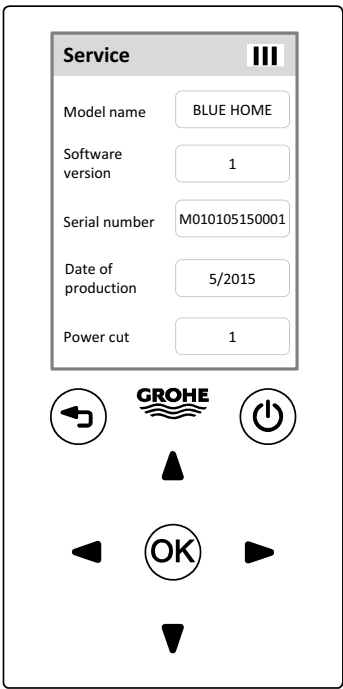 Service
Model name BLUE HOME
Software
version 1
Serial number M010105150001
Date of
production 5/2015
Power cut 1
GROHE
OK